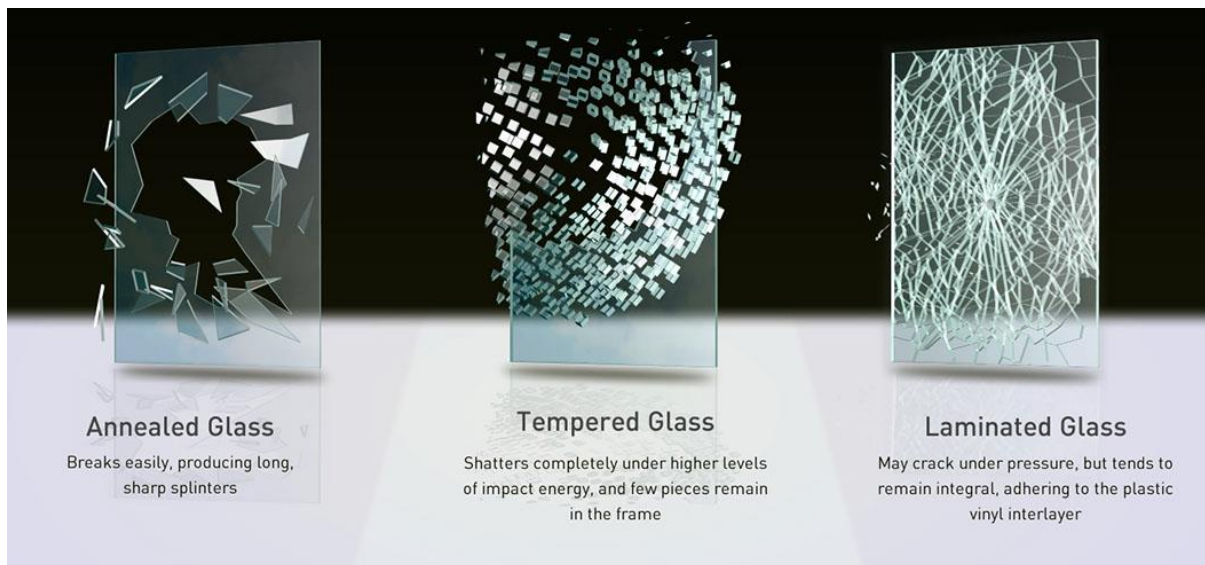 Annealed Glass
Breaks easily, producing long,
sharp splinters
Tempered Glass
Shatters completely under higher levels
of impact energy, and few pieces remain
in the frame
Laminated Glass
May crack under pressure, but tends to
remain integral, adhering to the plastic
vinyl interlayer